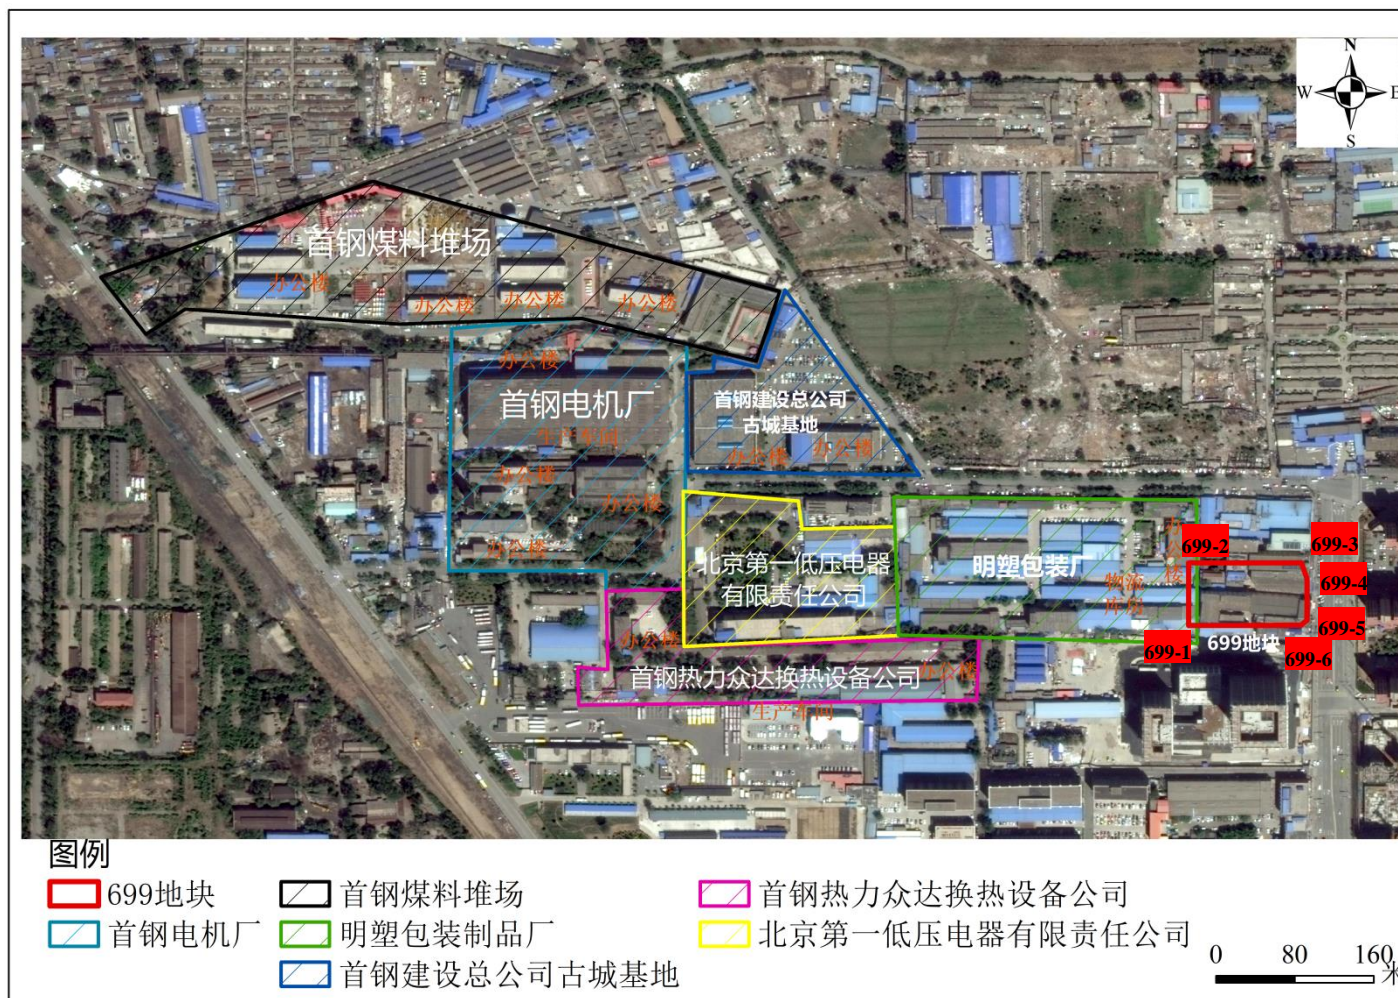 N
W
E
S
首钢煤料堆场
办公楼
办公楼
办公楼
办公楼
办公楼
首钢电机厂
生产车间
办公楼
办公楼
办公楼
首钢建设总公司
古城基地
办公楼
办公楼
北京第一低压电器
有限责任公司
明塑包装厂
办公楼
物流
库房
699-2
699-3
699-4
699-5
699-1
699地块
699-6
办公楼
首钢热力众达换热设备公司
办公楼
生产车间
图例
699地块
首钢煤料堆场
首钢热力众达换热设备公司
首钢电机厂
明塑包装制品厂
北京第一低压电器有限责任公司
首钢建设总公司古城基地
0 80 160
米